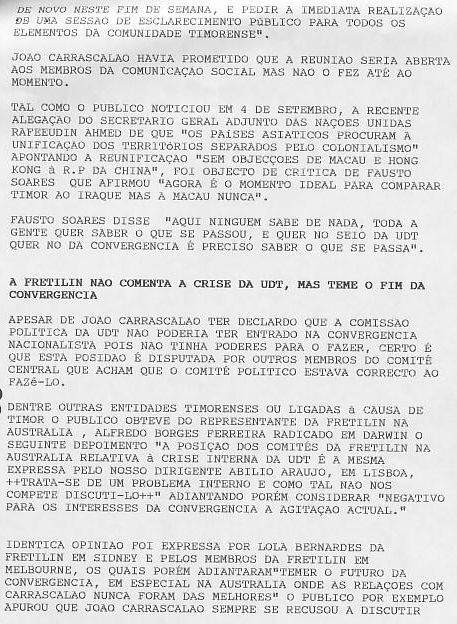 DE NOVO NESTE FIM DE SEMANA, E PEDIR A IMEDIATA REALIZAÇAO
DE UMA SESSAO DE ESCLARECIMENTO PúBLICO PARA TODOS OS
ELEMENTOS DA COMUNIDADE TIMORENSE".
JOAO CARRASCALAO HAVIA PROMETIDO QUE A REUNIAO SERIA ABERTA
AOS MEMBROS DA COMUNICAÇAO SOCIAL MAS NAO O FEZ ATÉ AO
MOMENTO.
TAL COMO O PUBLICO NOTICIOU EM 4 DE SETEMBRO, A RECENTE
ALEGAÇAO DO SECRETARIO GERAL ADJUNTO DAS NAÇOES UNIDAS
RAFEEUDIN AHMED DE QUE "OS PAíSES ASIATICOS PROCURAM A
UNIFICAÇAO DOS TERRITóRIOS SEPARADOS PELO COLONIALISMO"
APONTANDO A REUNIFICAÇAO "SEM OBJECÇOES DE MACAU E HONG
KONG à R.P DA CHINA", FOI OBJECTO DE CRITICA DE FAUSTO
SOARES QUE AFIRMOU "AGORA É O MOMENTO IDEAL PARA COMPARAR
TIMOR AO IRAQUE MAS A MACAU NUNCA".
FAUSTO SOARES DISSE "AQUI NINGUEM SABE DE NADA, TODA A
GENTE QUER SABER O QUE SE PASSOU, E QUER NO SEIO DA UDT
QUER NO DA CONVERGENCIA É PRECISO SABER O QUE SE PASSA".
A FRETILIN NAO COMENTA A CRISE DA UDT, MAS TEME O FIM DA
CONVERGENCIA
APESAR DE JOAO CARRASCALAO TER DECLARDO QUE A COMISSAO
POLITICA DA UDT NAO PODERIA TER ENTRADO NA CONVERGENCIA
NACIONALISTA POIS NAO TINHA PODERES PARA O FAZER, CERTO É
QUE ESTA POSIDAO É DISPUTADA POR OUTROS MEMBROS DO COMITÉ
CENTRAL QUE ACHAM QUE O COMITÉ POLITICO ESTAVA CORRECTO AO
FAZê-LO.
DENTRE OUTRAS ENTIDADES TIMORENSES OU LIGADAS à CAUSA DE
TIMOR O PUBLICO OBTEVE DO REPRESENTANTE DA FRETILIN NA
AUSTRALIA , ALFREDO BORGES FERREIRA RADICADO EM DARWIN O
SEGUINTE DEPOIMENTO "A POSIÇAO DOS COMITÉS DA FRETILIN NA
AUSTRALIA RELATIVA à CRISE INTERNA DA UDT É A MESMA
EXPRESSA PELO NOSSO DIRIGENTE ABILIO ARAUJO, EM LISBOA,
++TRATA-SE DE UM PROBLEMA INTERNO E COMO TAL NAO NOS
COMPETE DISCUTI-LO++" ADIANTANDO PORÉM CONSIDERAR "NEGATIVO
PARA OS INTERESSES DA CONVERGENCIA A AGITAÇAO ACTUAL."
IDENTICA OPINIAO FOI EXPRESSA POR LOLA BERNARDES DA
FRETILIN EM SIDNEY E PELOS MEMBROS DA FRETILIN EM
MELBOURNE, OS QUAIS PORÉM ADIANTARAM"TEMER O FUTURO DA
CONVERGENCIA, EM ESPECIAL NA AUSTRALIA ONDE AS RELAÇOES COM
CARRASCALAO NUNCA FORAM DAS MELHORES" O PUBLICO POR EXEMPLO
APUROU QUE JOAO CARRASCALAO SEMPRE SE RECUSOU A DISCUTIR